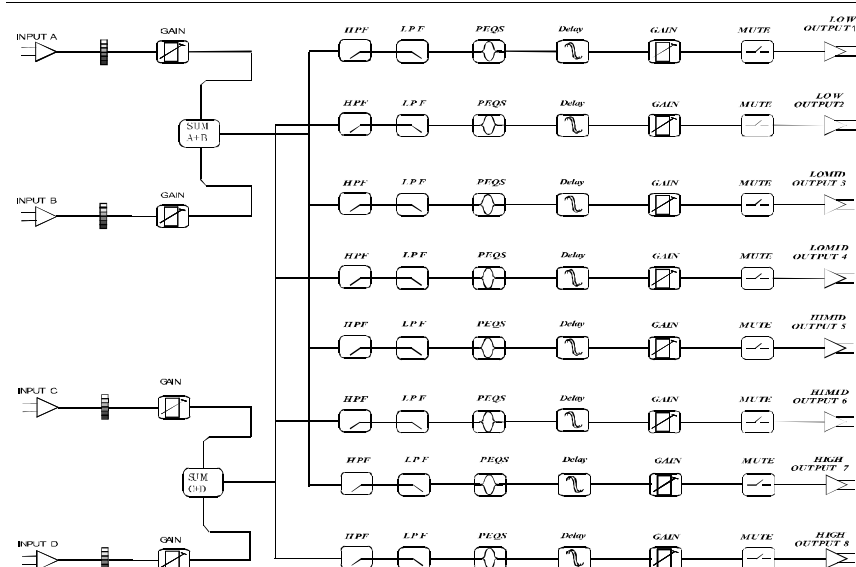 LOW
INPUT A GAIN HPF LPF PEQS Delay GAIN MUTE OUTPUT1
SUM
A+B
LOW
HPF LPF PEQS Delay GAIN MUTE OUTPUT2
INPUT B GAIN HPF LPF PEQS Delay GAIN MUTE LOMID
OUTPUT 3
HPF LPF PEQS Delay GAIN MUTE LOMID
OUTPUT 4
HPF LPF PEQS Delay GAIN MUTE HIMID
OUTPUT 5
INPUT C GAIN HPF LPF PEQS Delay GAIN MUTE HIMID
OUTPUT 6
SUM
C+D
HPF LPF PEQS Delay GAIN MUTE HIGH
OUTPUT 7
INPUT D GAIN HPF LPF PEQS Delay GAIN MUTE HIGH
OUTPUT 8